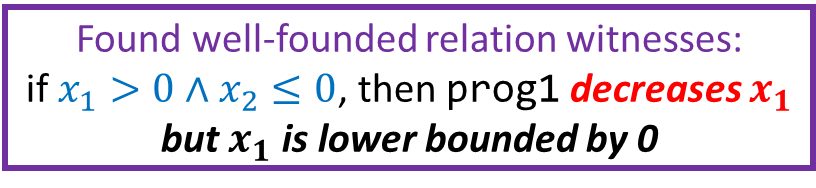 Found well-founded relation witnesses:
if x₁ > 0 ∧ x₂ ≤ 0, then prog1 decreases x₁
but x₁ is lower bounded by 0